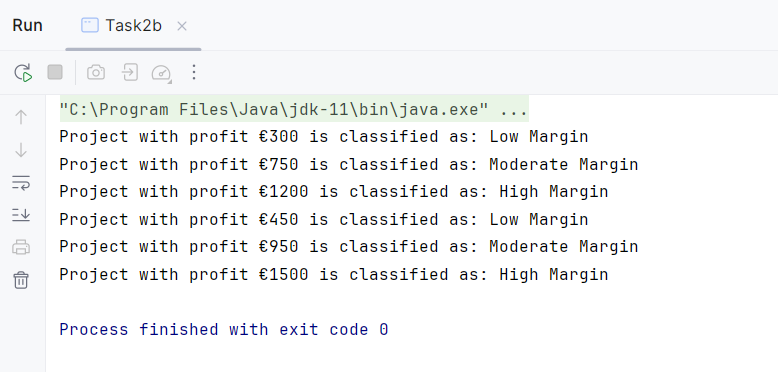 Run Task2b
"C:\Program Files\Java\jdk-11\bin\java.exe" ...
Project with profit €300 is classified as: Low Margin
Project with profit €750 is classified as: Moderate Margin
Project with profit €1200 is classified as: High Margin
Project with profit €450 is classified as: Low Margin
Project with profit €950 is classified as: Moderate Margin
Project with profit €1500 is classified as: High Margin
Process finished with exit code 0